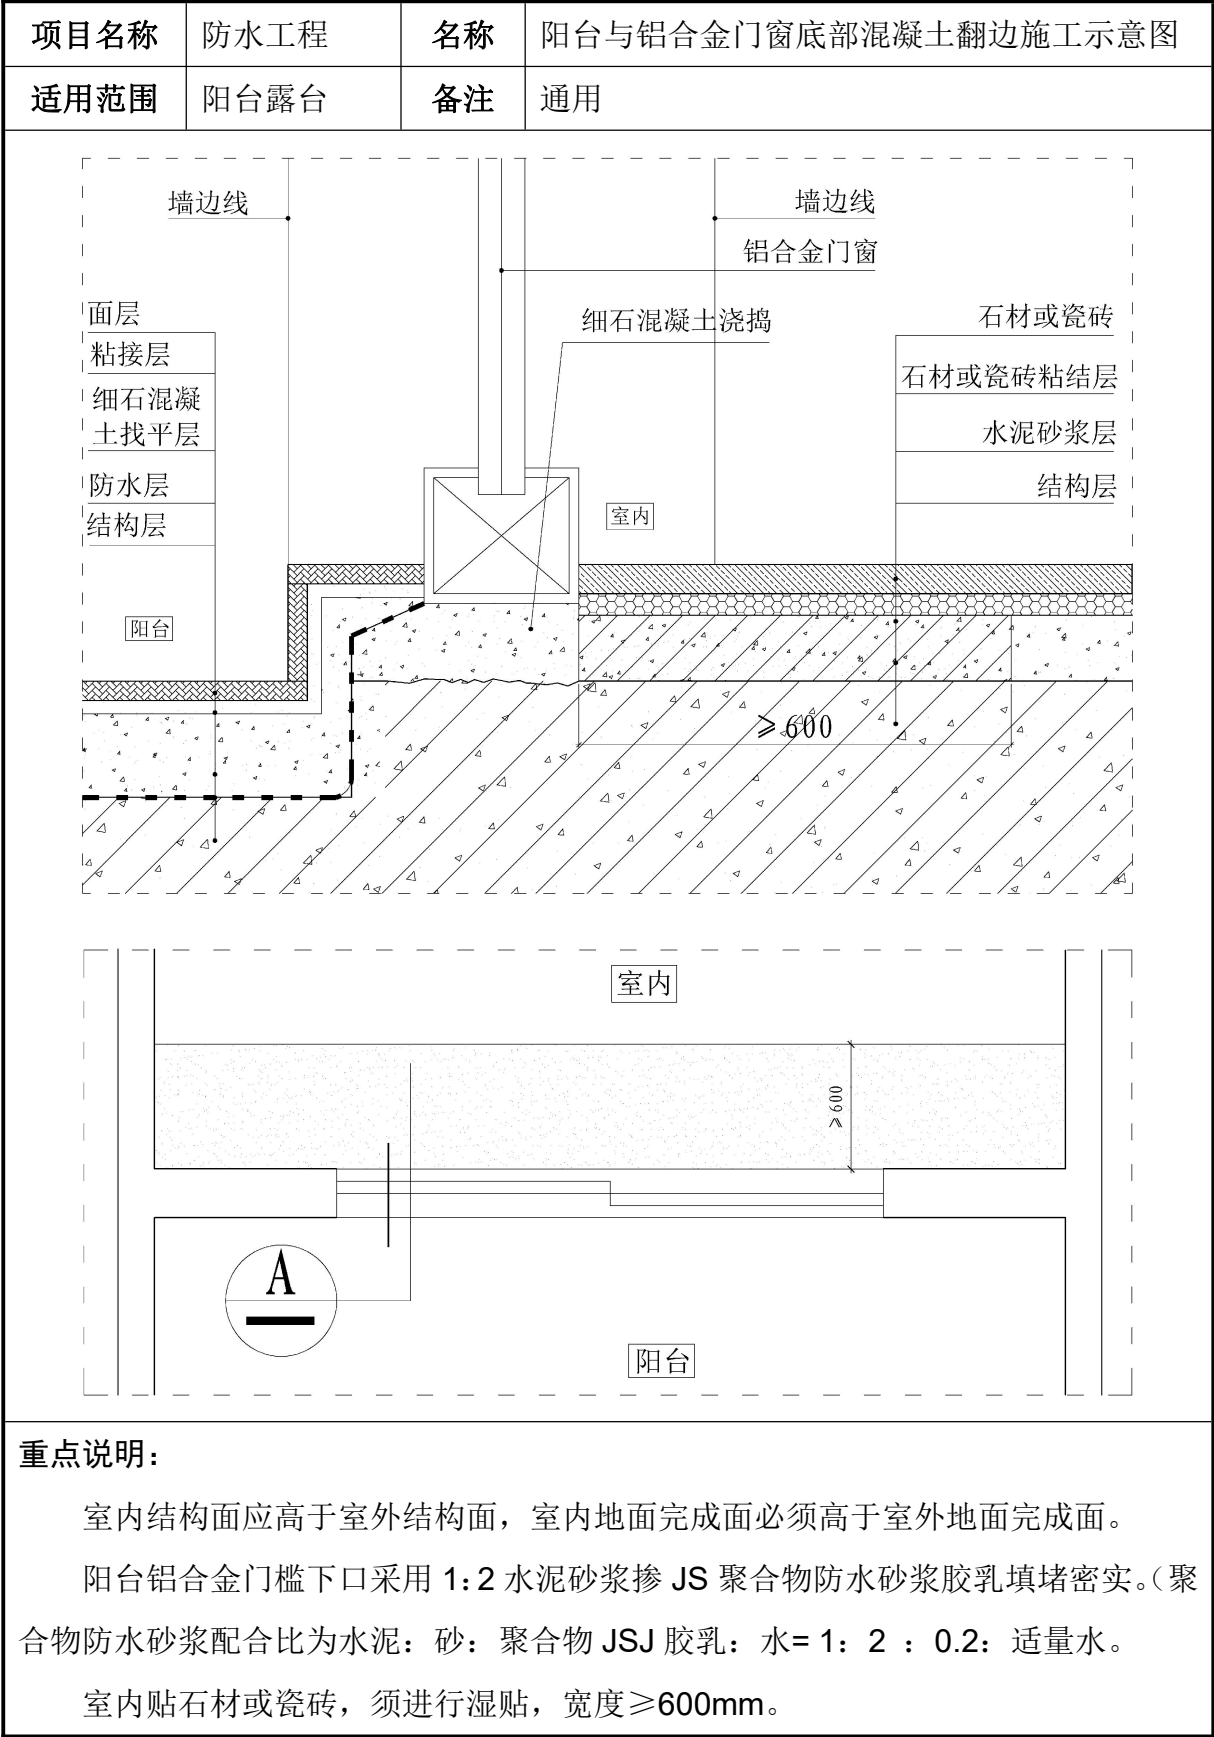 项目名称 防水工程 名称 阳台与铝合金门窗底部混凝土翻边施工示意图
适用范围 阳台露台 备注 通用
墙边线
墙边线
铝合金门窗
细石混凝土浇捣
面层
粘接层
细石混凝
土找平层
防水层
结构层
石材或瓷砖
石材或瓷砖粘结层
水泥砂浆层
结构层
室内
阳台
≥600
室内
≥600
A
阳台
重点说明:
室内结构面应高于室外结构面，室内地面完成面必须高于室外地面完成面。
阳台铝合金门槛下口采用 1:2 水泥砂浆掺 JS 聚合物防水砂浆胶乳填堵密实。（聚
合物防水砂浆配合比为水泥：砂：聚合物 JSJ 胶乳：水= 1：2 ：0.2：适量水。
室内贴石材或瓷砖，须进行湿贴，宽度≥600mm。